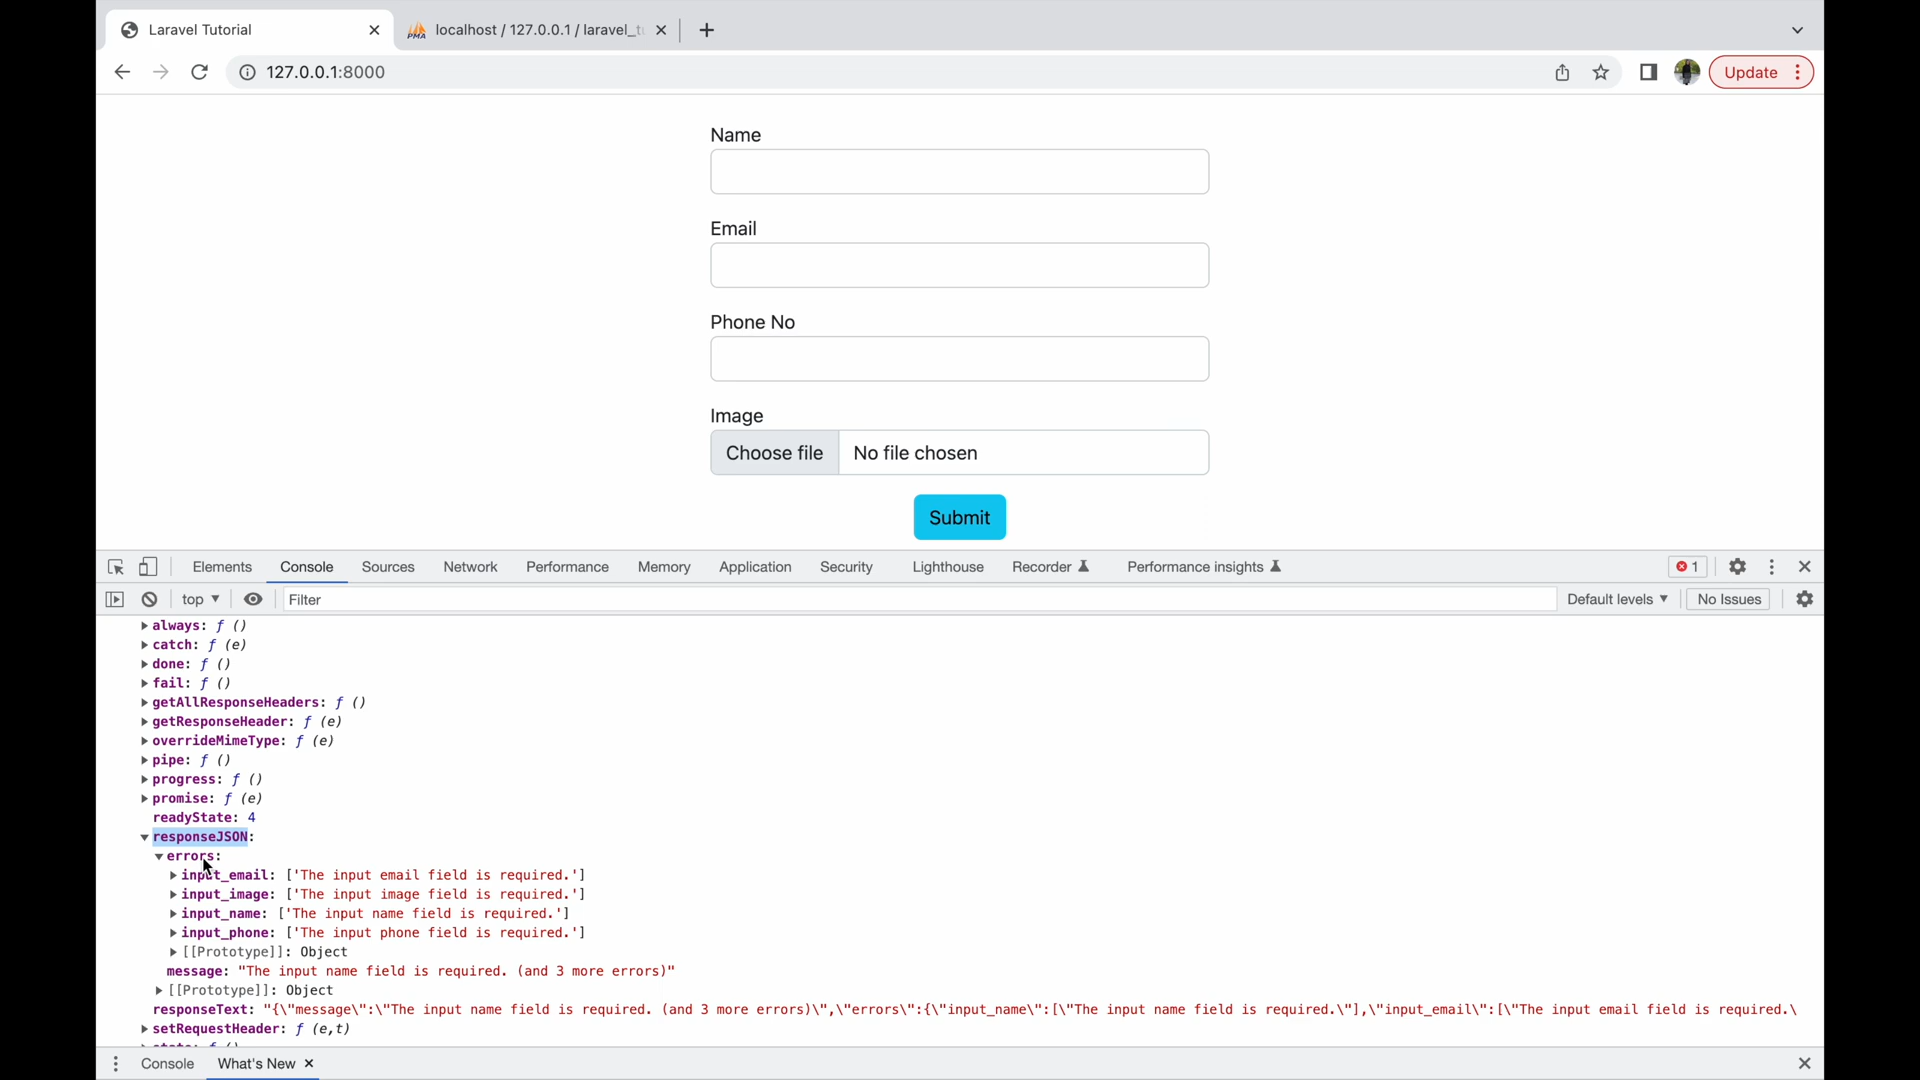 Laravel Tutorial
localhost / 127.0.0.1 / laravel_t
127.0.0.1:8000
Update
Name
Email
Phone No
Image
Choose file No file chosen
Submit
Elements Console Sources Network Performance Memory Application Security Lighthouse Recorder Performance insights 1
top Filter Default levels No Issues
always: ƒ ()
catch: ƒ (e)
done: ƒ ()
fail: ƒ ()
getAllResponseHeaders: ƒ ()
getResponseHeader: ƒ (e)
overrideMimeType: ƒ (e)
pipe: ƒ ()
progress: ƒ ()
promise: ƒ (e)
readyState: 4
responseJSON:
errors:
input_email: ['The input email field is required.']
input_image: ['The input image field is required.']
input_name: ['The input name field is required.']
input_phone: ['The input phone field is required.']
[[Prototype]]: Object
message: "The input name field is required. (and 3 more errors)"
[[Prototype]]: Object
responseText: "{\"message\":\"The input name field is required. (and 3 more errors)\",\"errors\":{\"input_name\":[\"The input name field is required.\"],\"input_email\":[\"The input email field is required.\
setRequestHeader: ƒ (e,t)
Console What's New